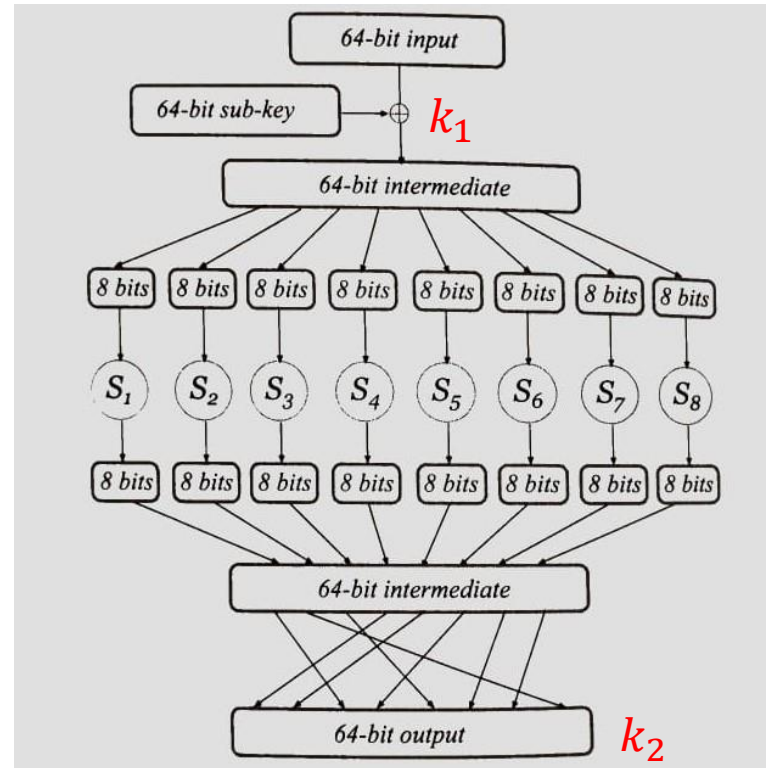 64-bit input
64-bit sub-key
k₁
64-bit intermediate
8 bits 8 bits 8 bits 8 bits 8 bits 8 bits 8 bits 8 bits
S₁ S₂ S₃ S₄ S₅ S₆ S₇ S₈
8 bits 8 bits 8 bits 8 bits 8 bits 8 bits 8 bits 8 bits
64-bit intermediate
64-bit output
k₂